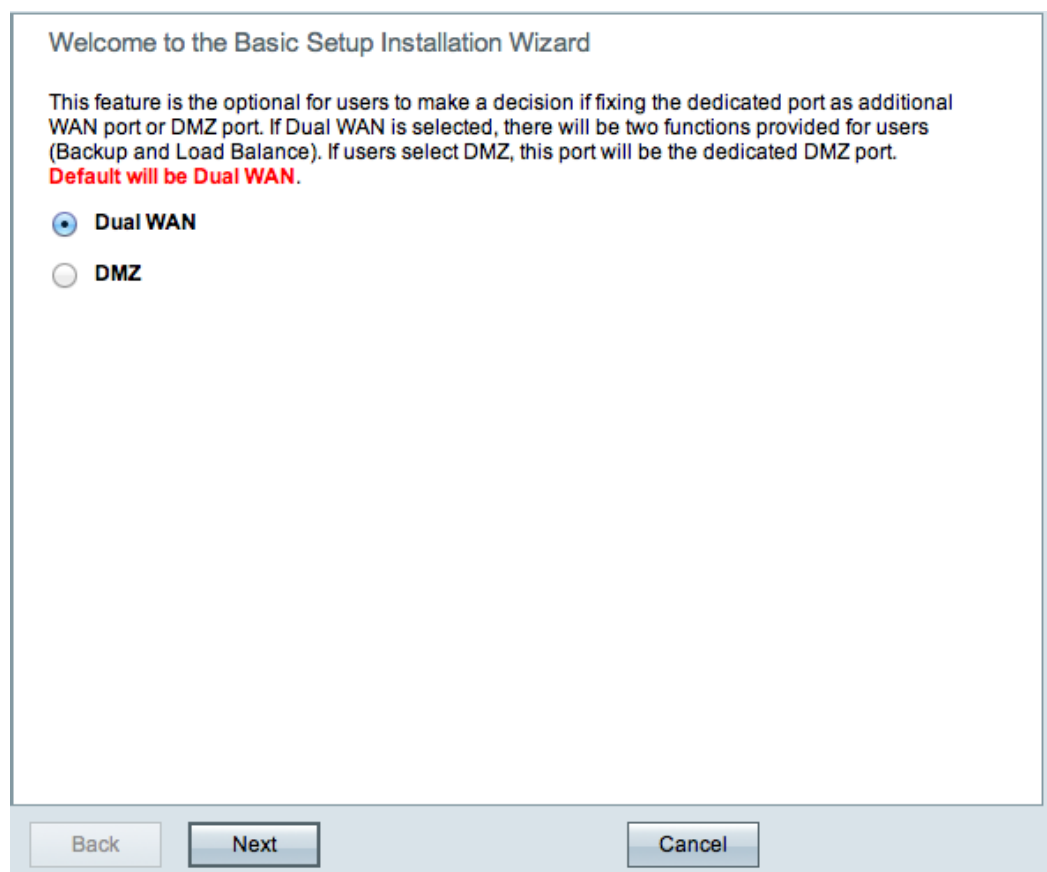 Welcome to the Basic Setup Installation Wizard
This feature is the optional for users to make a decision if fixing the dedicated port as additional
WAN port or DMZ port. If Dual WAN is selected, there will be two functions provided for users
(Backup and Load Balance). If users select DMZ, this port will be the dedicated DMZ port.
Default will be Dual WAN.
Dual WAN
DMZ
Back Next Cancel